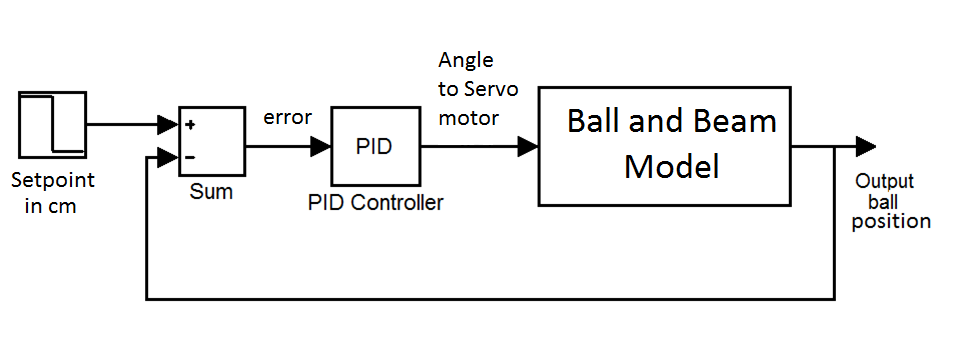 Setpoint
in cm
+
−
Sum
error
PID
PID Controller
Angle
to Servo
motor
Ball and Beam
Model
Output
ball
position